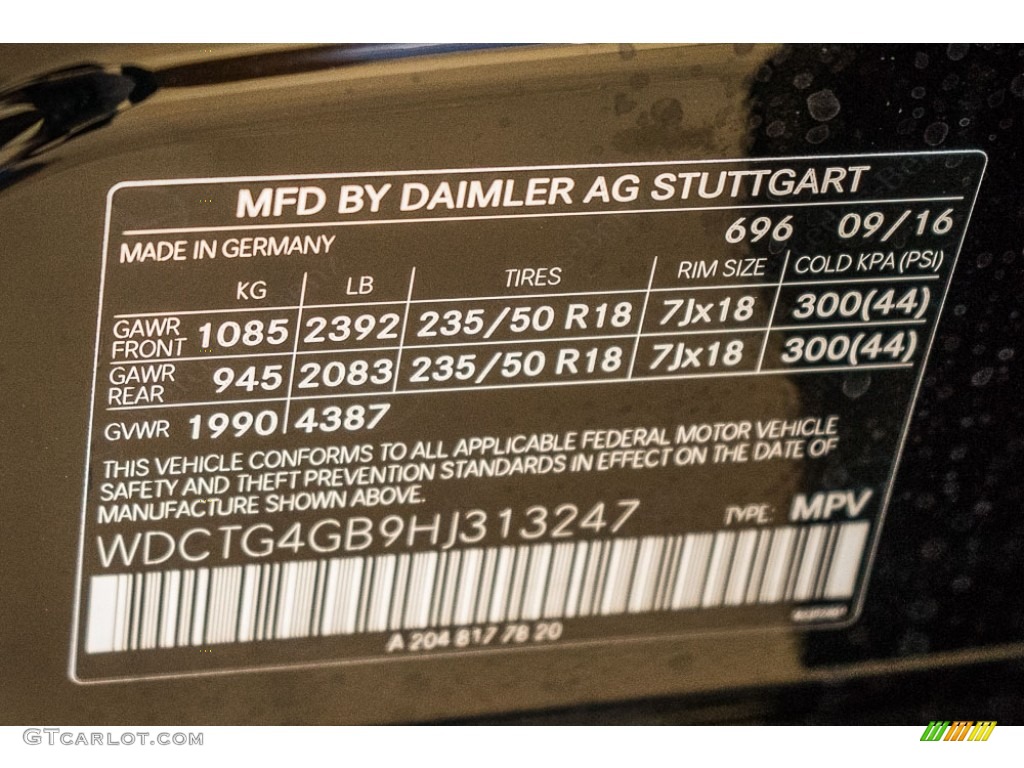 MFD BY DAIMLER AG STUTTGART
696 09/16
MADE IN GERMANY
KG LB TIRES RIM SIZE COLD KPA (PSI)
GAWR FRONT 1085 2392 235/50 R18 7Jx18 300(44)
GAWR REAR 945 2083 235/50 R18 7Jx18 300(44)
GVWR 1990 4387
THIS VEHICLE CONFORMS TO ALL APPLICABLE FEDERAL MOTOR VEHICLE
SAFETY AND THEFT PREVENTION STANDARDS IN EFFECT ON THE DATE OF
MANUFACTURE SHOWN ABOVE.
WDCTG4GB9HJ313247 TYPE: MPV
A 204 817 78 20
GTCARLOT.COM